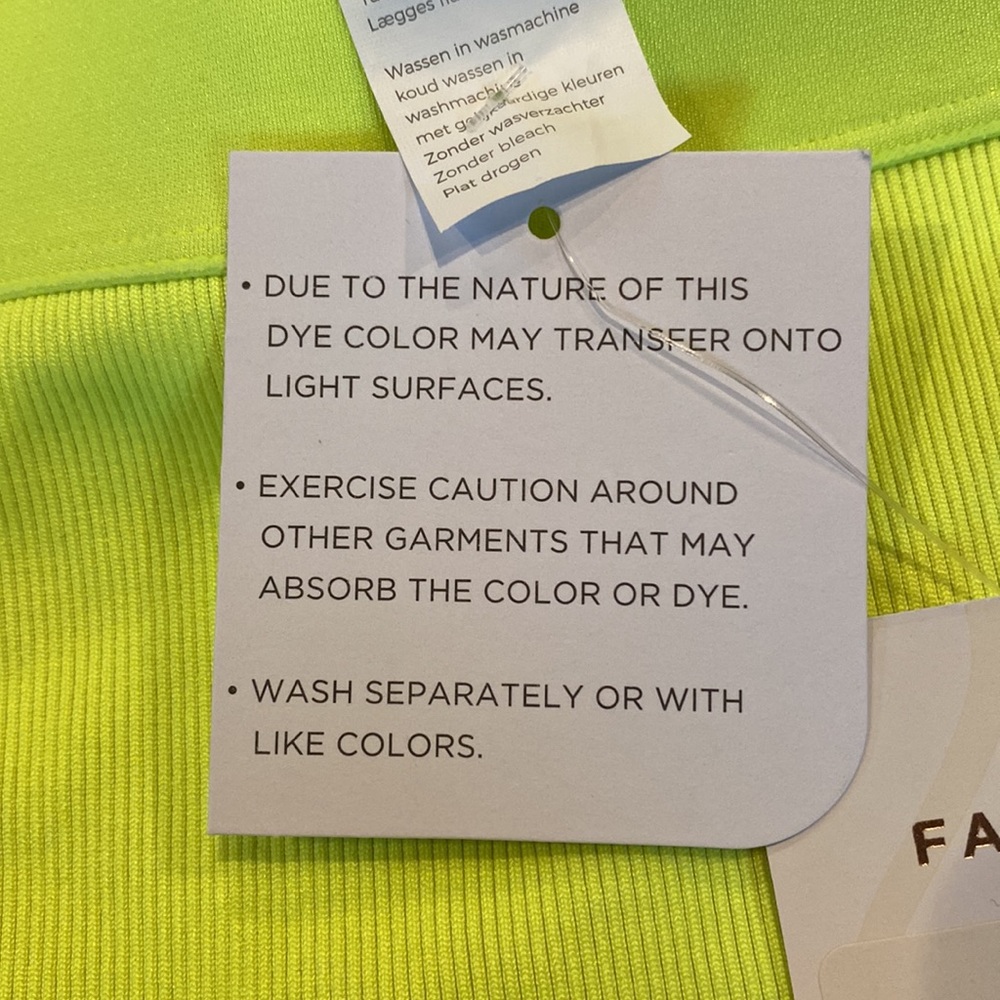 Lægges
Wassen in wasmachine
koud wassen in
washmachine
met gelijkaardige kleuren
Zonder wasverzachter
Zonder bleach
Plat drogen
• DUE TO THE NATURE OF THIS
DYE COLOR MAY TRANSFER ONTO
LIGHT SURFACES.
• EXERCISE CAUTION AROUND
OTHER GARMENTS THAT MAY
ABSORB THE COLOR OR DYE.
• WASH SEPARATELY OR WITH
LIKE COLORS.
FA